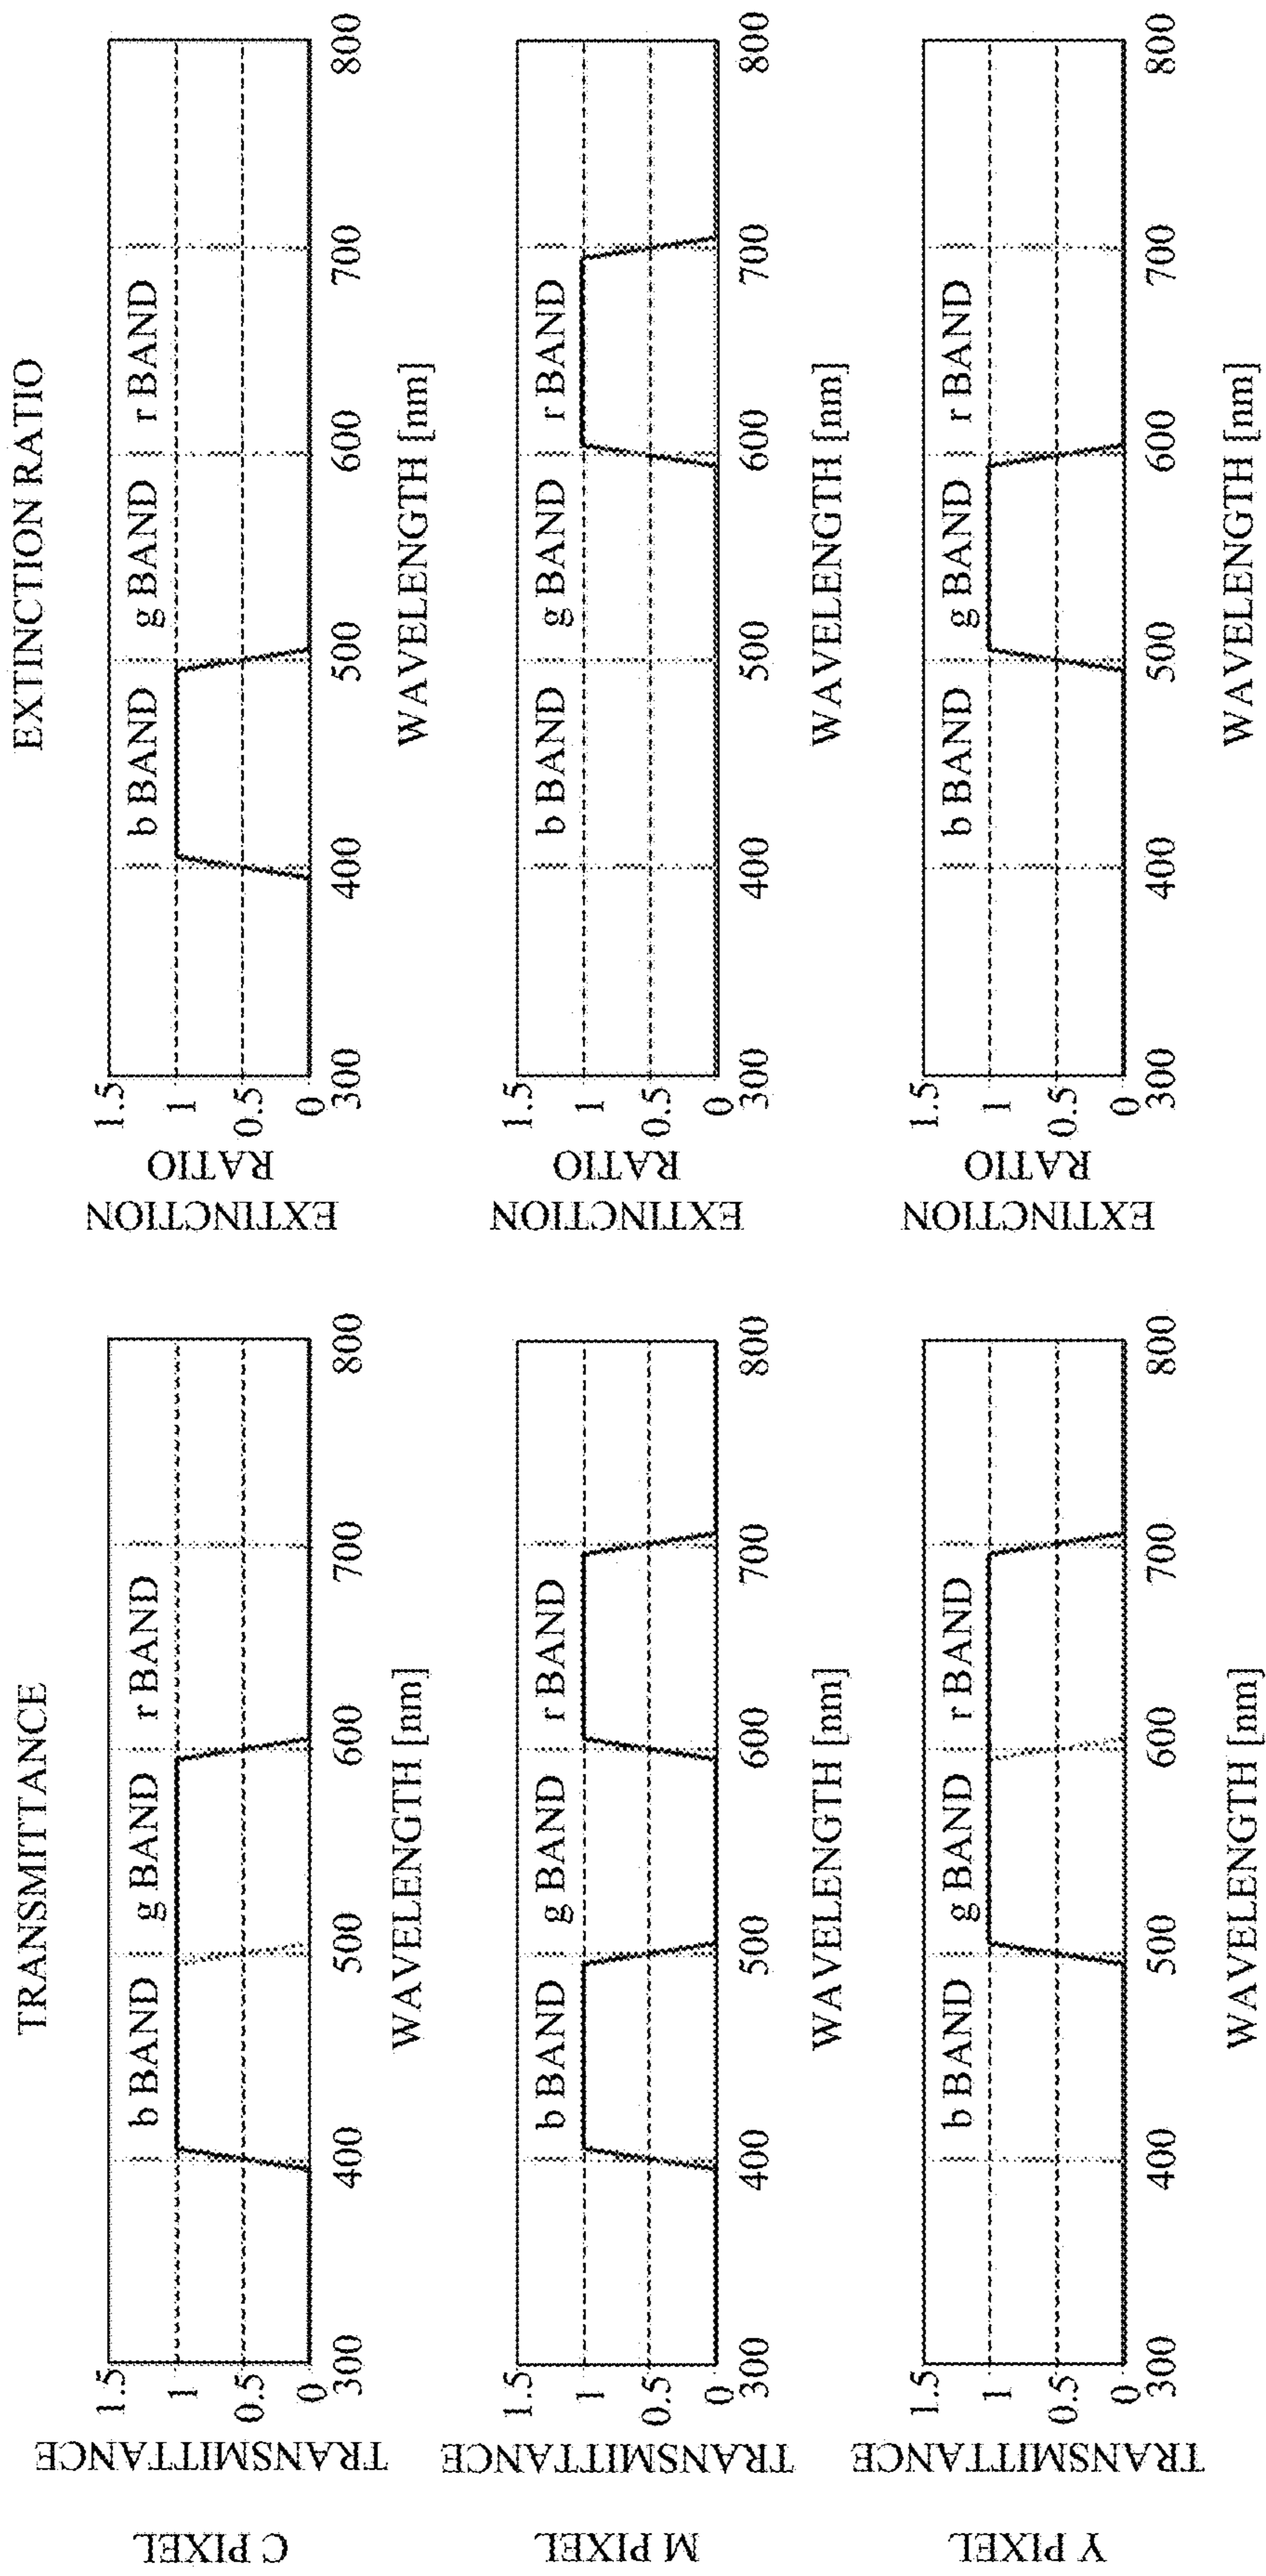 TRANSMITTANCE
EXTINCTION RATIO
C PIXEL
TRANSMITTANCE
1.5
1
0.5
0
b BAND g BAND r BAND
300 400 500 600 700 800
WAVELENGTH [nm]
EXTINCTION
RATIO
1.5
1
0.5
0
b BAND g BAND r BAND
300 400 500 600 700 800
WAVELENGTH [nm]
M PIXEL
TRANSMITTANCE
1.5
1
0.5
0
b BAND g BAND r BAND
300 400 500 600 700 800
WAVELENGTH [nm]
EXTINCTION
RATIO
1.5
1
0.5
0
b BAND g BAND r BAND
300 400 500 600 700 800
WAVELENGTH [nm]
Y PIXEL
TRANSMITTANCE
1.5
1
0.5
0
b BAND g BAND r BAND
300 400 500 600 700 800
WAVELENGTH [nm]
EXTINCTION
RATIO
1.5
1
0.5
0
b BAND g BAND r BAND
300 400 500 600 700 800
WAVELENGTH [nm]